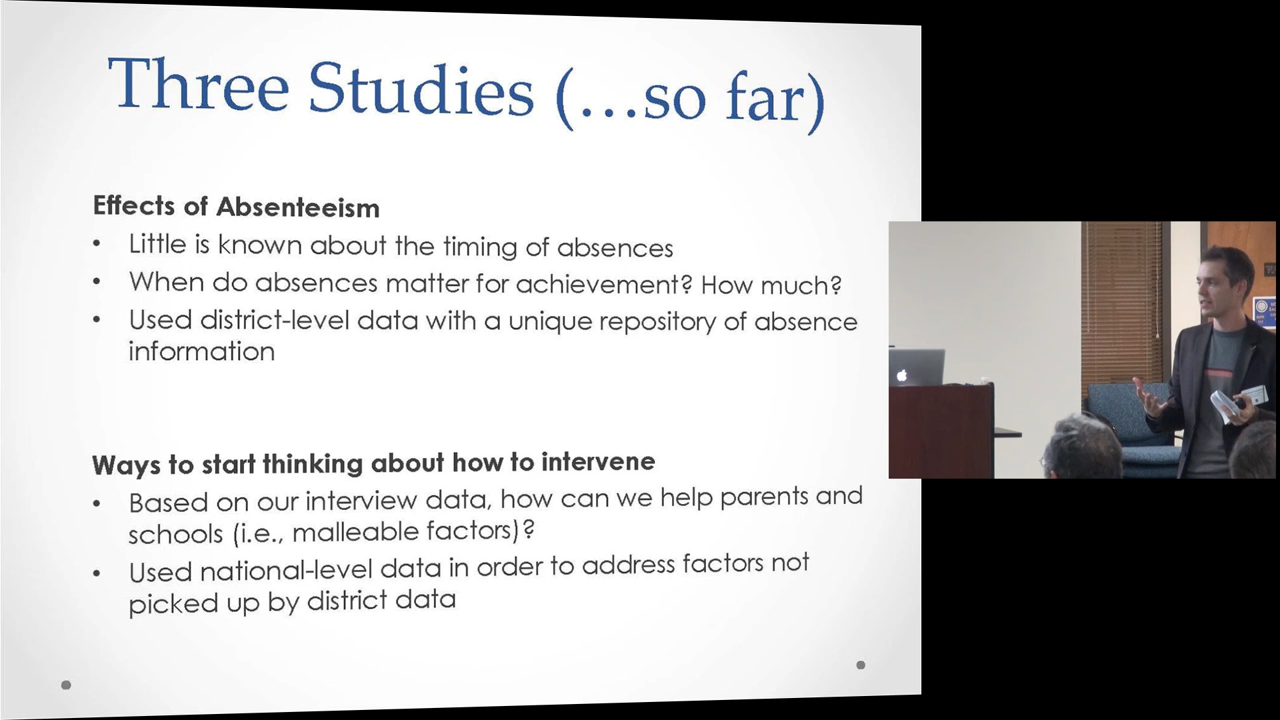 Three Studies (…so far)
Effects of Absenteeism
• Little is known about the timing of absences
• When do absences matter for achievement? How much?
• Used district-level data with a unique repository of absence
information
Ways to start thinking about how to intervene
• Based on our interview data, how can we help parents and
schools (i.e., malleable factors)?
• Used national-level data in order to address factors not
picked up by district data